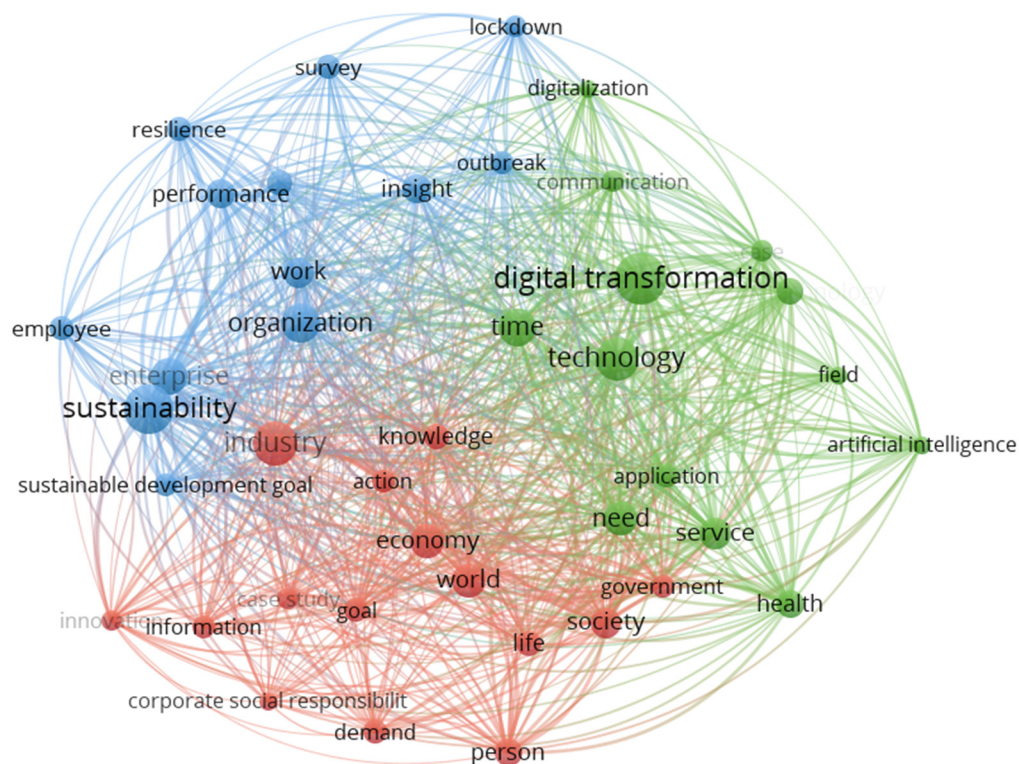 lockdown
survey
digitalization
resilience
outbreak
communication
performance
insight
case
work
digital transformation
organization
time
employee
technology
enterprise
field
sustainability
industry
knowledge
artificial intelligence
application
action
sustainable development goal
need
service
economy
world
government
case study
health
goal
innovation
information
society
life
corporate social responsibilit
demand
person